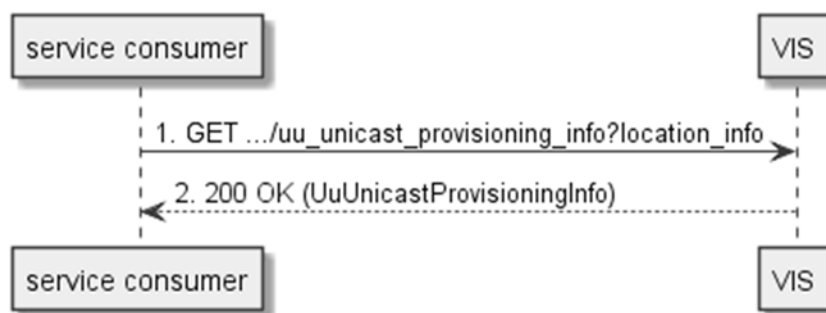 service consumer
VIS
1. GET .../uu_unicast_provisioning_info?location_info
2. 200 OK (UuUnicastProvisioningInfo)
service consumer
VIS